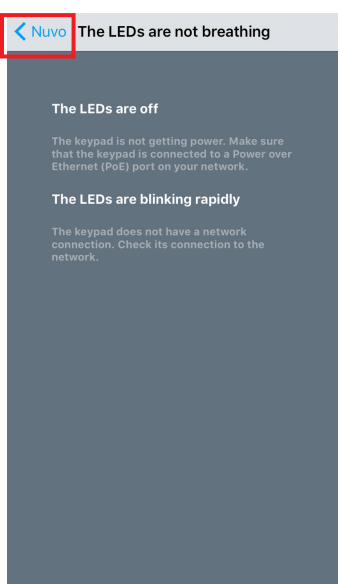 Nuvo The LEDs are not breathing
The LEDs are off
The keypad is not getting power. Make sure
that the keypad is connected to a Power over
Ethernet (PoE) port on your network.
The LEDs are blinking rapidly
The keypad does not have a network
connection. Check its connection to the
network.